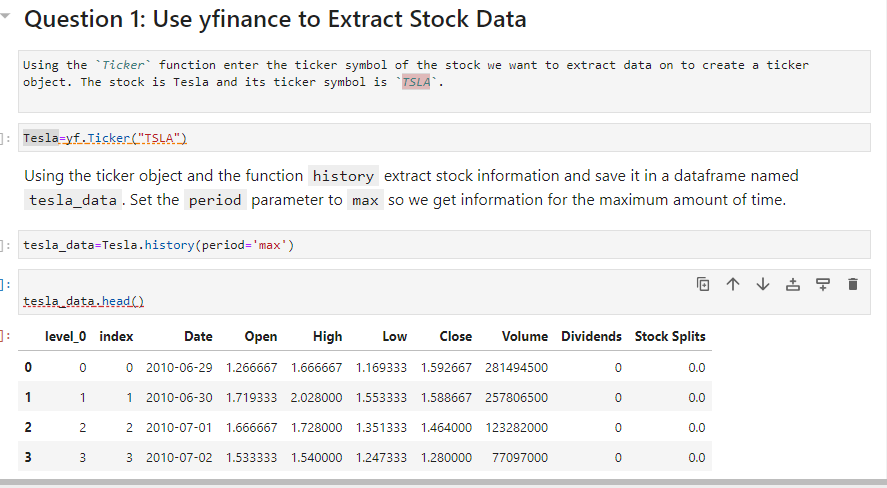 Question 1: Use yfinance to Extract Stock Data
Using the `Ticker` function enter the ticker symbol of the stock we want to extract data on to create a ticker
object. The stock is Tesla and its ticker symbol is `TSLA`.
]: Tesla=yf.Ticker("TSLA")
Using the ticker object and the function history extract stock information and save it in a dataframe named
tesla_data. Set the period parameter to max so we get information for the maximum amount of time.
]: tesla_data=Tesla.history(period='max')
]:
tesla_data.head()
]: level_0 index Date Open High Low Close Volume Dividends Stock Splits
0 0 0 2010-06-29 1.266667 1.666667 1.169333 1.592667 281494500 0 0.0
1 1 1 2010-06-30 1.719333 2.028000 1.553333 1.588667 257806500 0 0.0
2 2 2 2010-07-01 1.666667 1.728000 1.351333 1.464000 123282000 0 0.0
3 3 3 2010-07-02 1.533333 1.540000 1.247333 1.280000 77097000 0 0.0